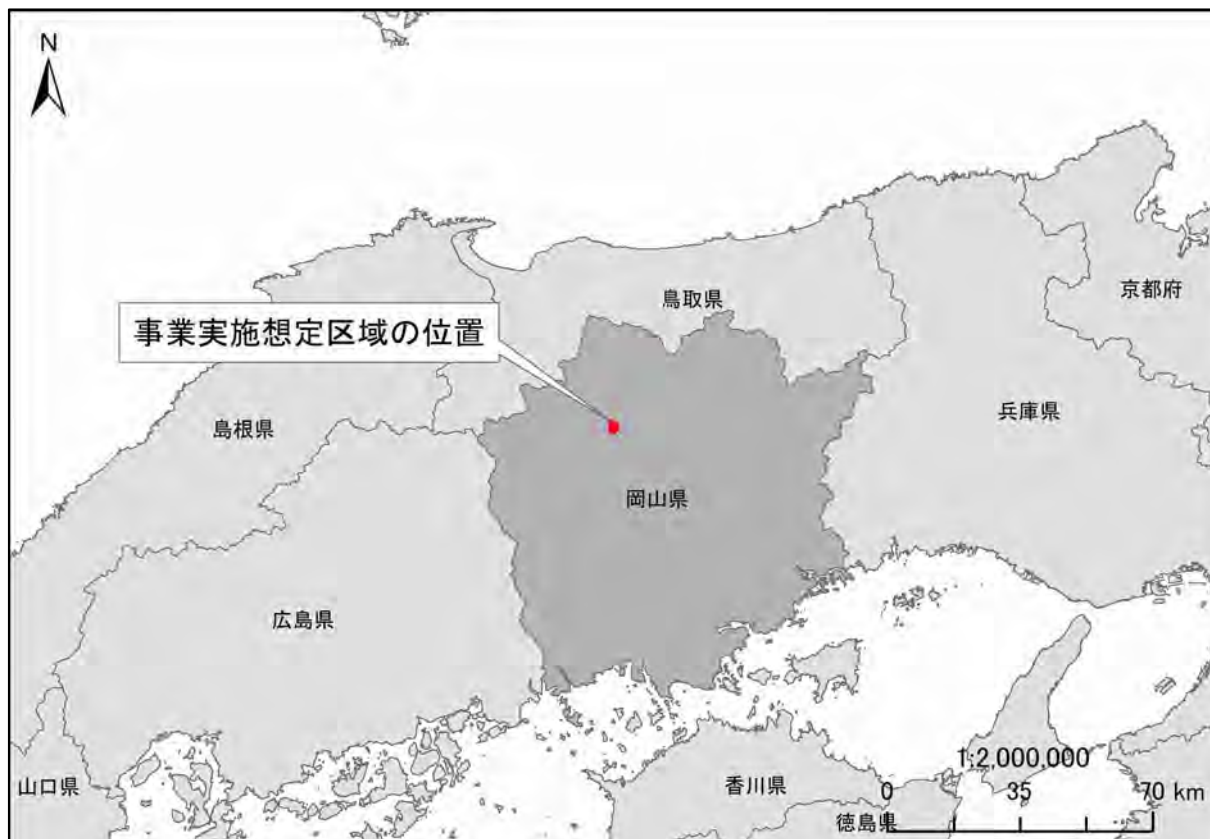 N
鳥取県
京都府
事業実施想定区域の位置
兵庫県
島根県
岡山県
広島県
1:2,000,000
山口県
香川県
0 35 70 km
徳島県